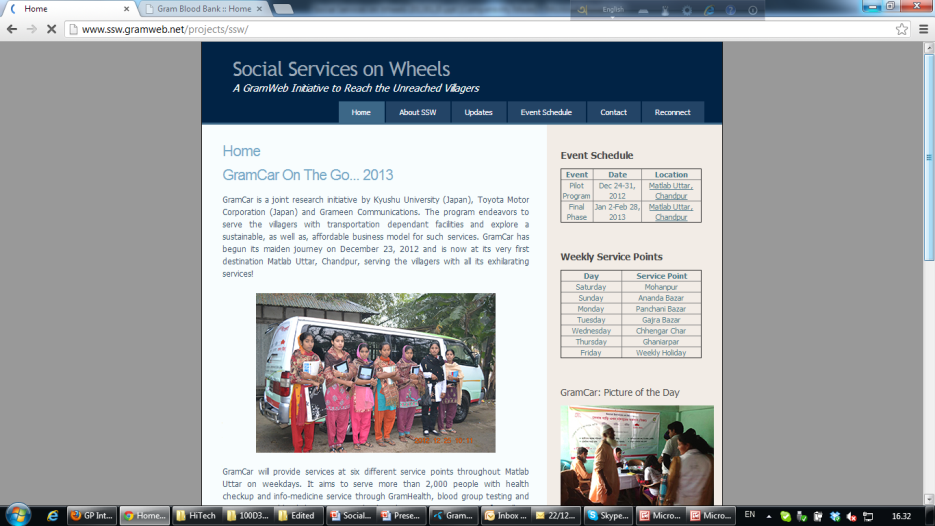 Home
Gram Blood Bank :: Home
English
www.ssw.gramweb.net/projects/ssw/
Social Services on Wheels
A GramWeb Initiative to Reach the Unreached Villagers
Home
About SSW
Updates
Event Schedule
Contact
Reconnect
Home
GramCar On The Go... 2013
GramCar is a joint research initiative by Kyushu University (Japan), Toyota Motor
Corporation (Japan) and Grameen Communications. The program endeavors to
serve the villagers with transportation dependant facilities and explore a
sustainable, as well as, affordable business model for such services. GramCar has
begun its maiden journey on December 23, 2012 and is now at its very first
destination Matlab Uttar, Chandpur, serving the villagers with all its exhilarating
services!
GramCar will provide services at six different service points throughout Matlab
Uttar on weekdays. It aims to serve more than 2,000 people with health
checkup and info-medicine service through GramHealth, blood group testing and
Event Schedule
Event Date Location
Pilot Program Dec 24-31, 2012 Matlab Uttar, Chandpur
Final Phase Jan 2-Feb 28, 2013 Matlab Uttar, Chandpur
Weekly Service Points
Day Service Point
Saturday Mohanpur
Sunday Ananda Bazar
Monday Panchani Bazar
Tuesday Gajra Bazar
Wednesday Chhengar Char
Thursday Ghaniarpar
Friday Weekly Holiday
GramCar: Picture of the Day
GP Int...
Home...
HiTech
100D3...
Edited
Social...
Prese...
Gram...
Inbox ...
22/12...
Skype...
Micro...
Micro...
EN
16.32